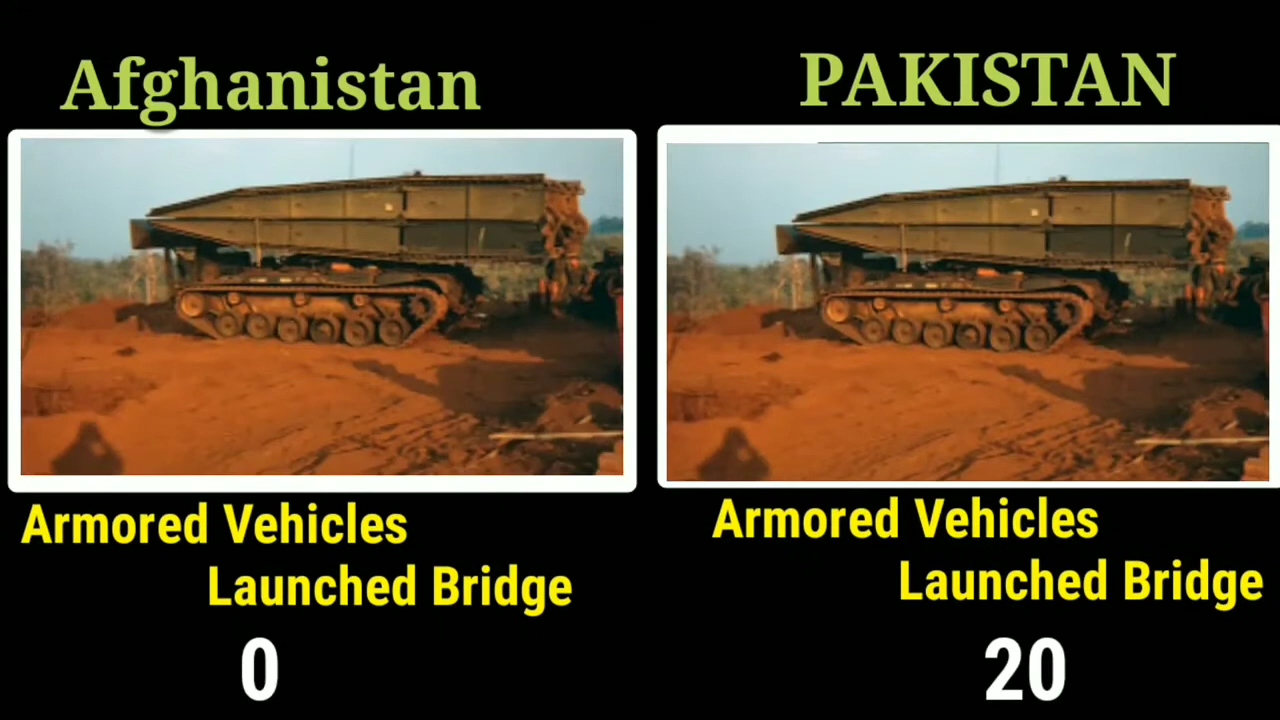 Afghanistan
PAKISTAN
Armored Vehicles
Launched Bridge
0
Armored Vehicles
Launched Bridge
20